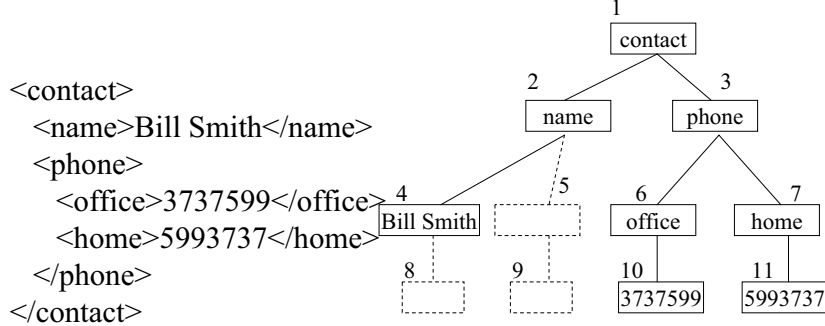 <contact>
<name>Bill Smith</name>
<phone>
<office>3737599</office>
<home>5993737</home>
</phone>
</contact>
1
contact
2
3
name
phone
4
5
6
7
Bill Smith
office
home
8
9
10
11
3737599
5993737